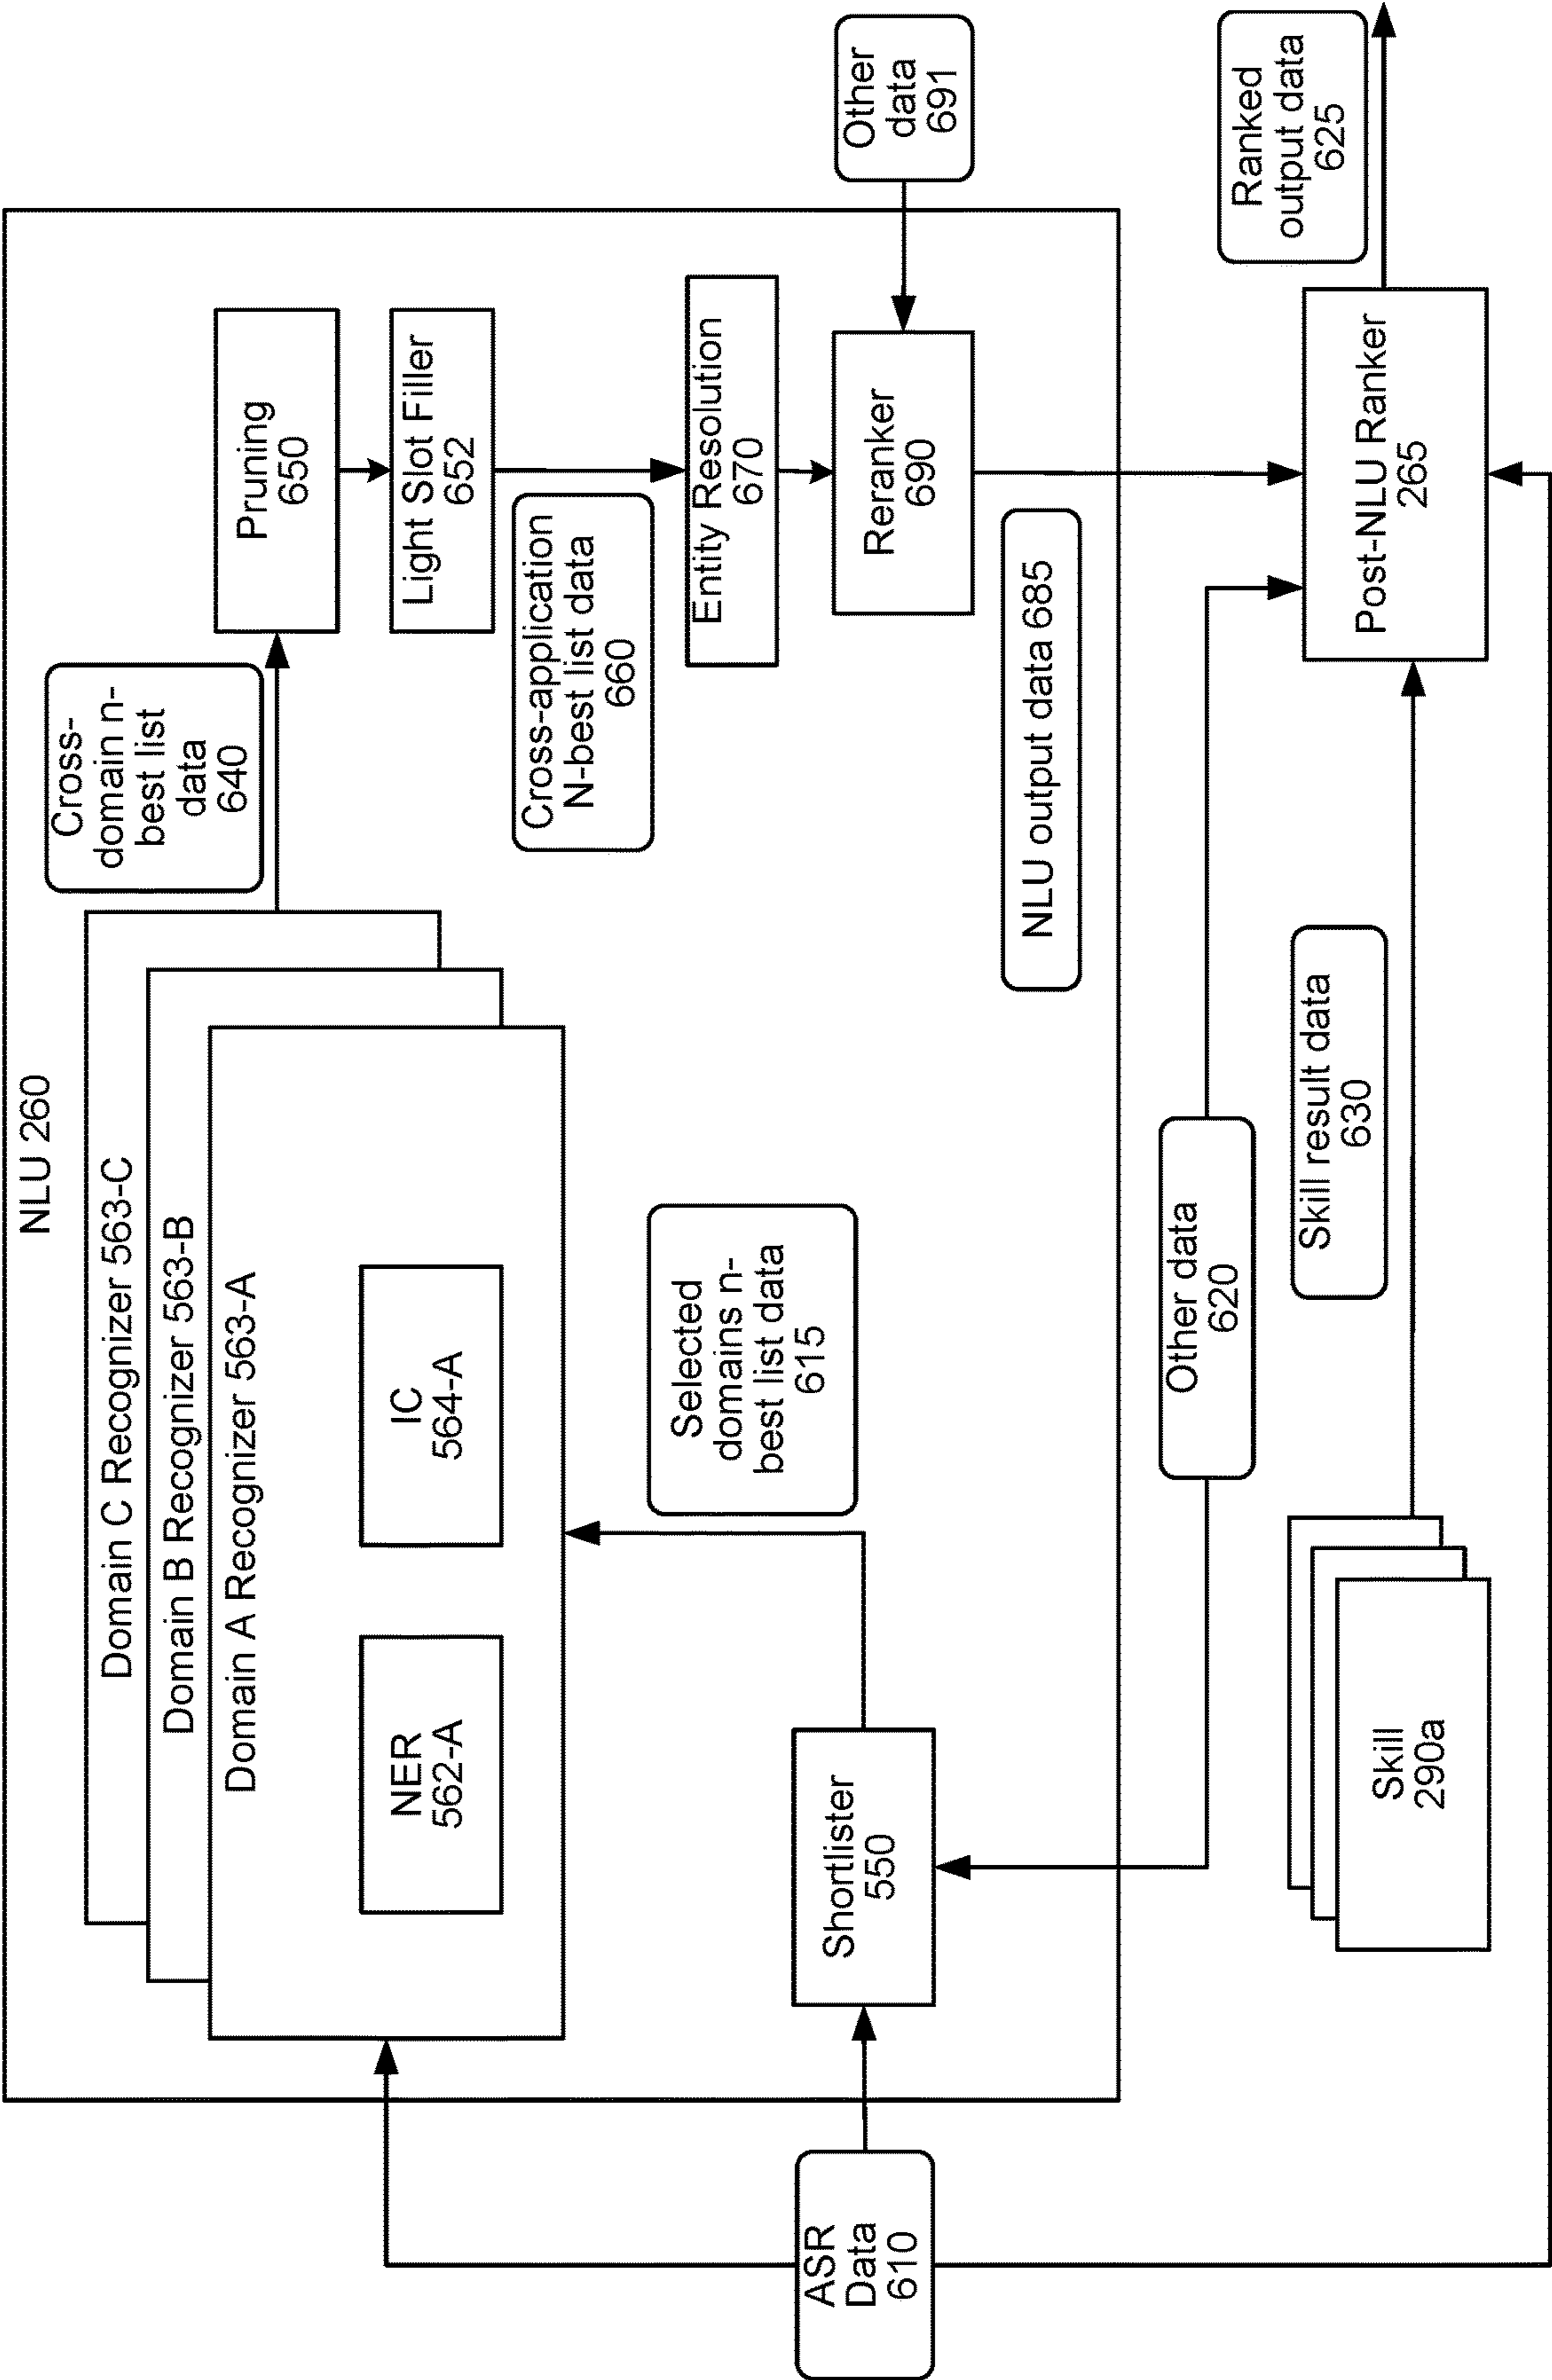 NLU 260
Domain C Recognizer 563-C
Domain B Recognizer 563-B
Domain A Recognizer 563-A
NER
562-A
IC
564-A
Cross-
domain n-
best list
data
640
Pruning
650
Light Slot Filler
652
Cross-application
N-best list data
660
Entity Resolution
670
Reranker
690
Other
data
691
ASR
Data
610
Shortlister
550
Selected
domains n-
best list data
615
NLU output data 685
Other data
620
Skill
290a
Skill result data
630
Post-NLU Ranker
265
Ranked
output data
625